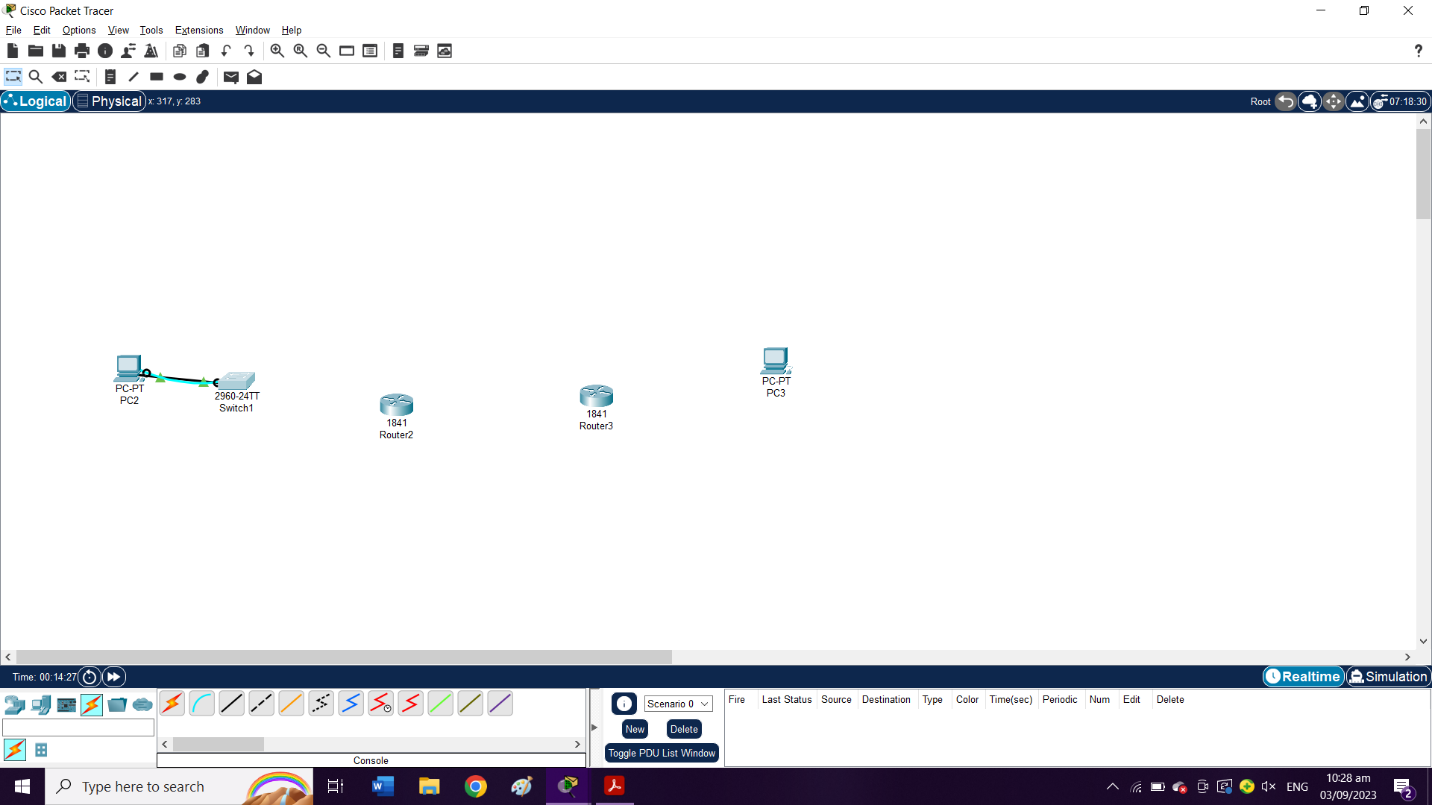 Cisco Packet Tracer
File Edit Options View Tools Extensions Window Help
?
Logical Physical x: 317, y: 283 Root 07:18:30
PC-PT
PC2
2960-24TT
Switch1
1841
Router2
1841
Router3
PC-PT
PC3
Time: 00:14:27 Realtime Simulation
Scenario 0
New Delete
Toggle PDU List Window
Fire Last Status Source Destination Type Color Time(sec) Periodic Num Edit Delete
Console
Type here to search
ENG
10:28 am
03/09/2023
2